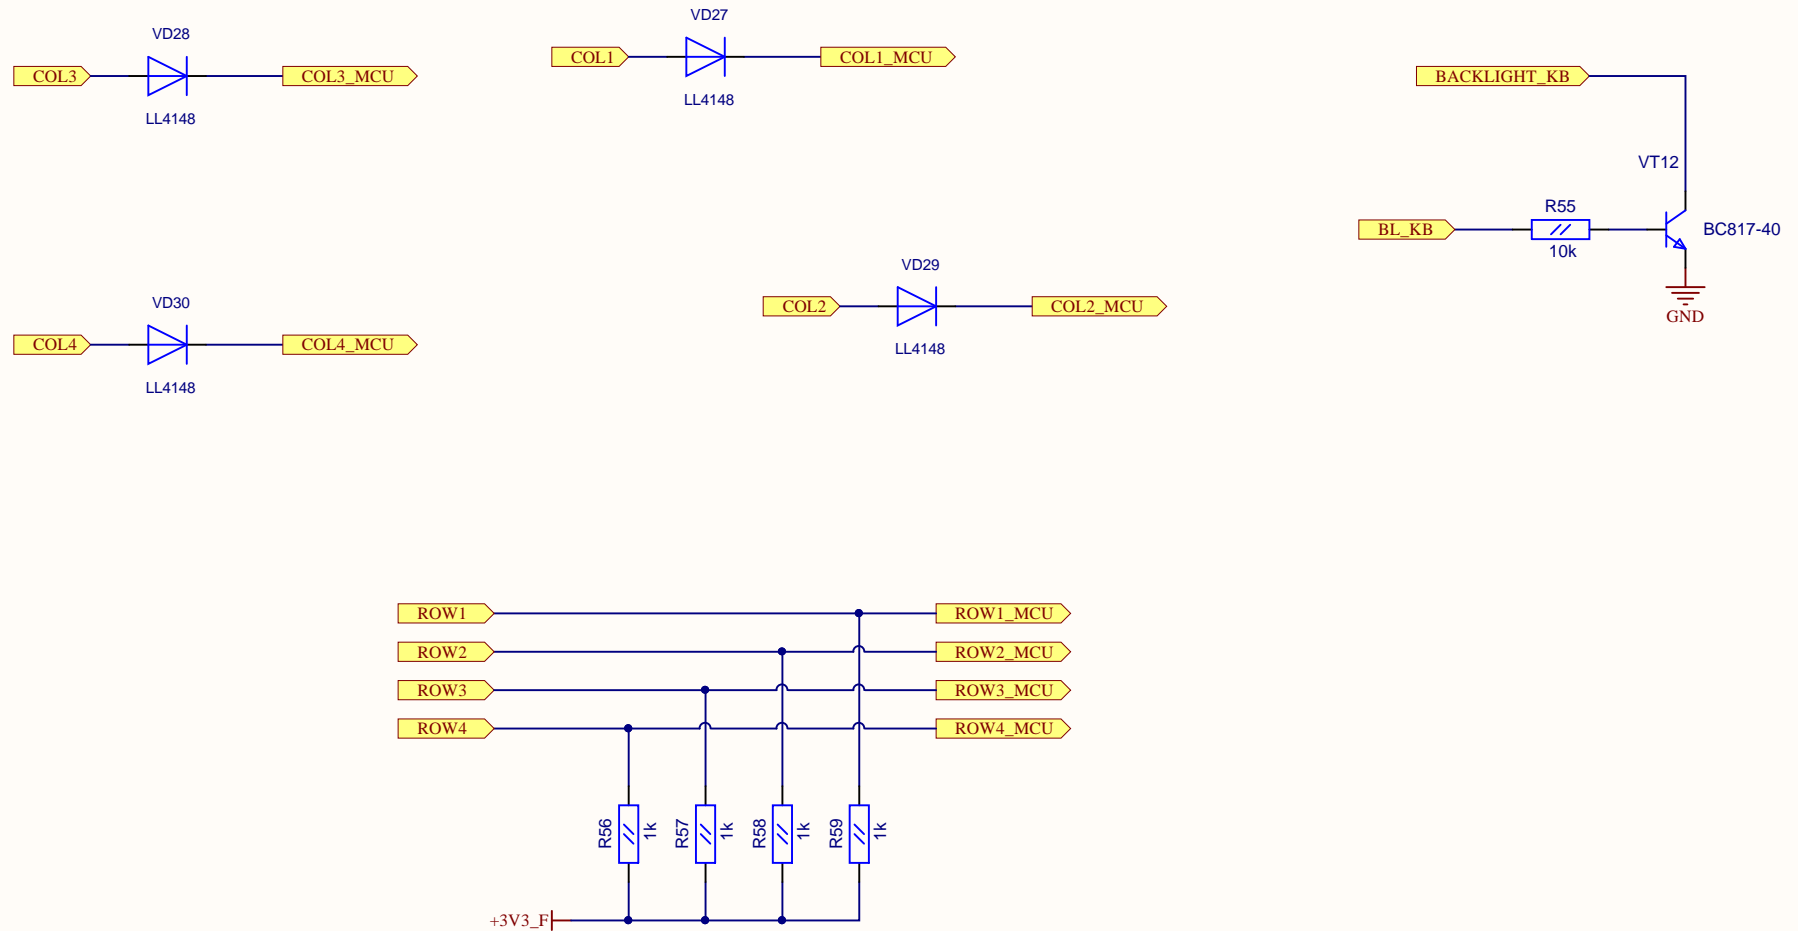 VD28
COL3
COL3_MCU
LL4148
VD27
COL1
COL1_MCU
LL4148
BACKLIGHT_KB
VT12
R55
BL_KB
10k
BC817-40
GND
VD29
COL2
COL2_MCU
LL4148
VD30
COL4
COL4_MCU
LL4148
ROW1
ROW1_MCU
ROW2
ROW2_MCU
ROW3
ROW3_MCU
ROW4
ROW4_MCU
R56
1k
R57
1k
R58
1k
R59
1k
+3V3_F